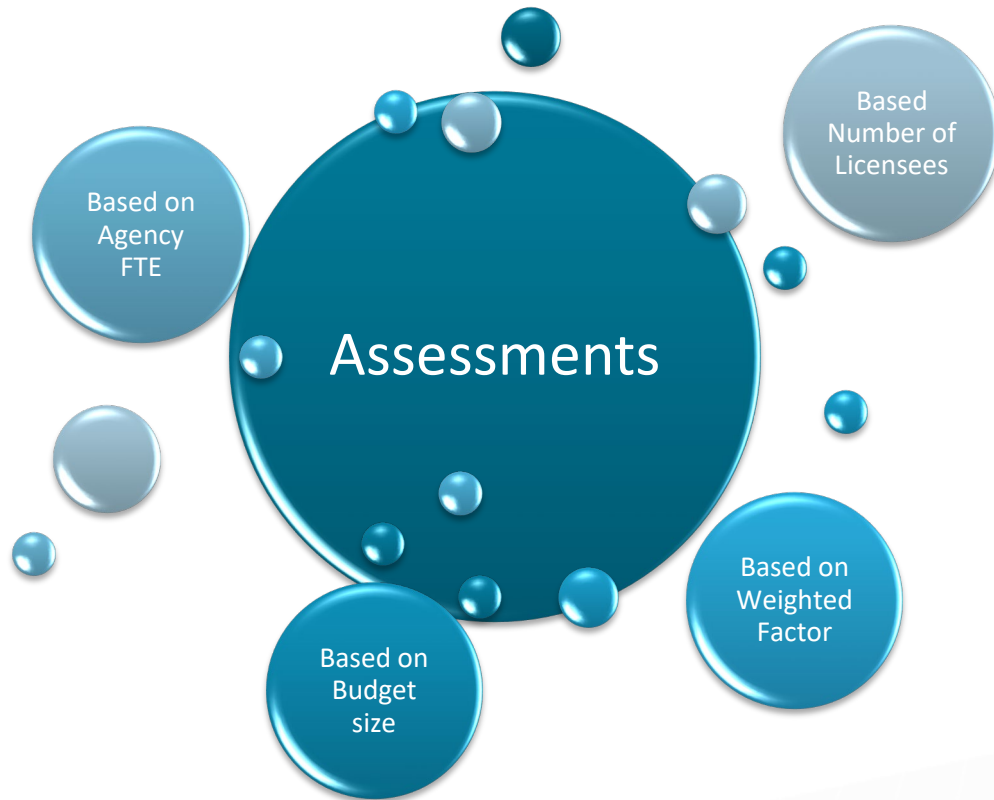 Based
Number of
Licensees
Based on
Agency
FTE
Assessments
Based on
Weighted
Factor
Based on
Budget
size